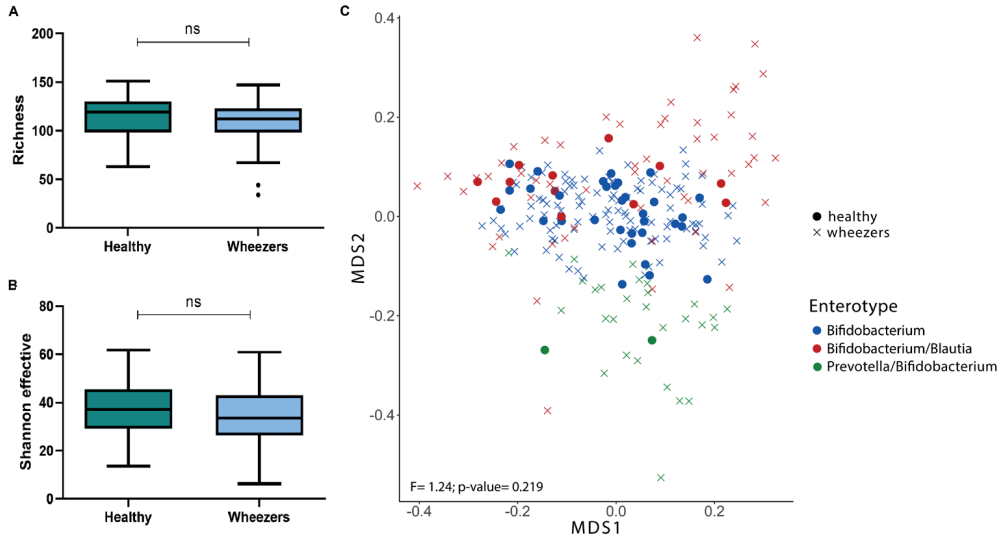 A
ns
200
150
100
50
0
Richness
Healthy
Wheezers
B
ns
80
60
40
20
0
Shannon effective
Healthy
Wheezers
C
0.4
0.2
0.0
-0.2
-0.4
MDS2
F= 1.24; p-value= 0.219
-0.4
-0.2
0.0
0.2
MDS1
healthy
wheezers
Enterotype
Bifidobacterium
Bifidobacterium/Blautia
Prevotella/Bifidobacterium